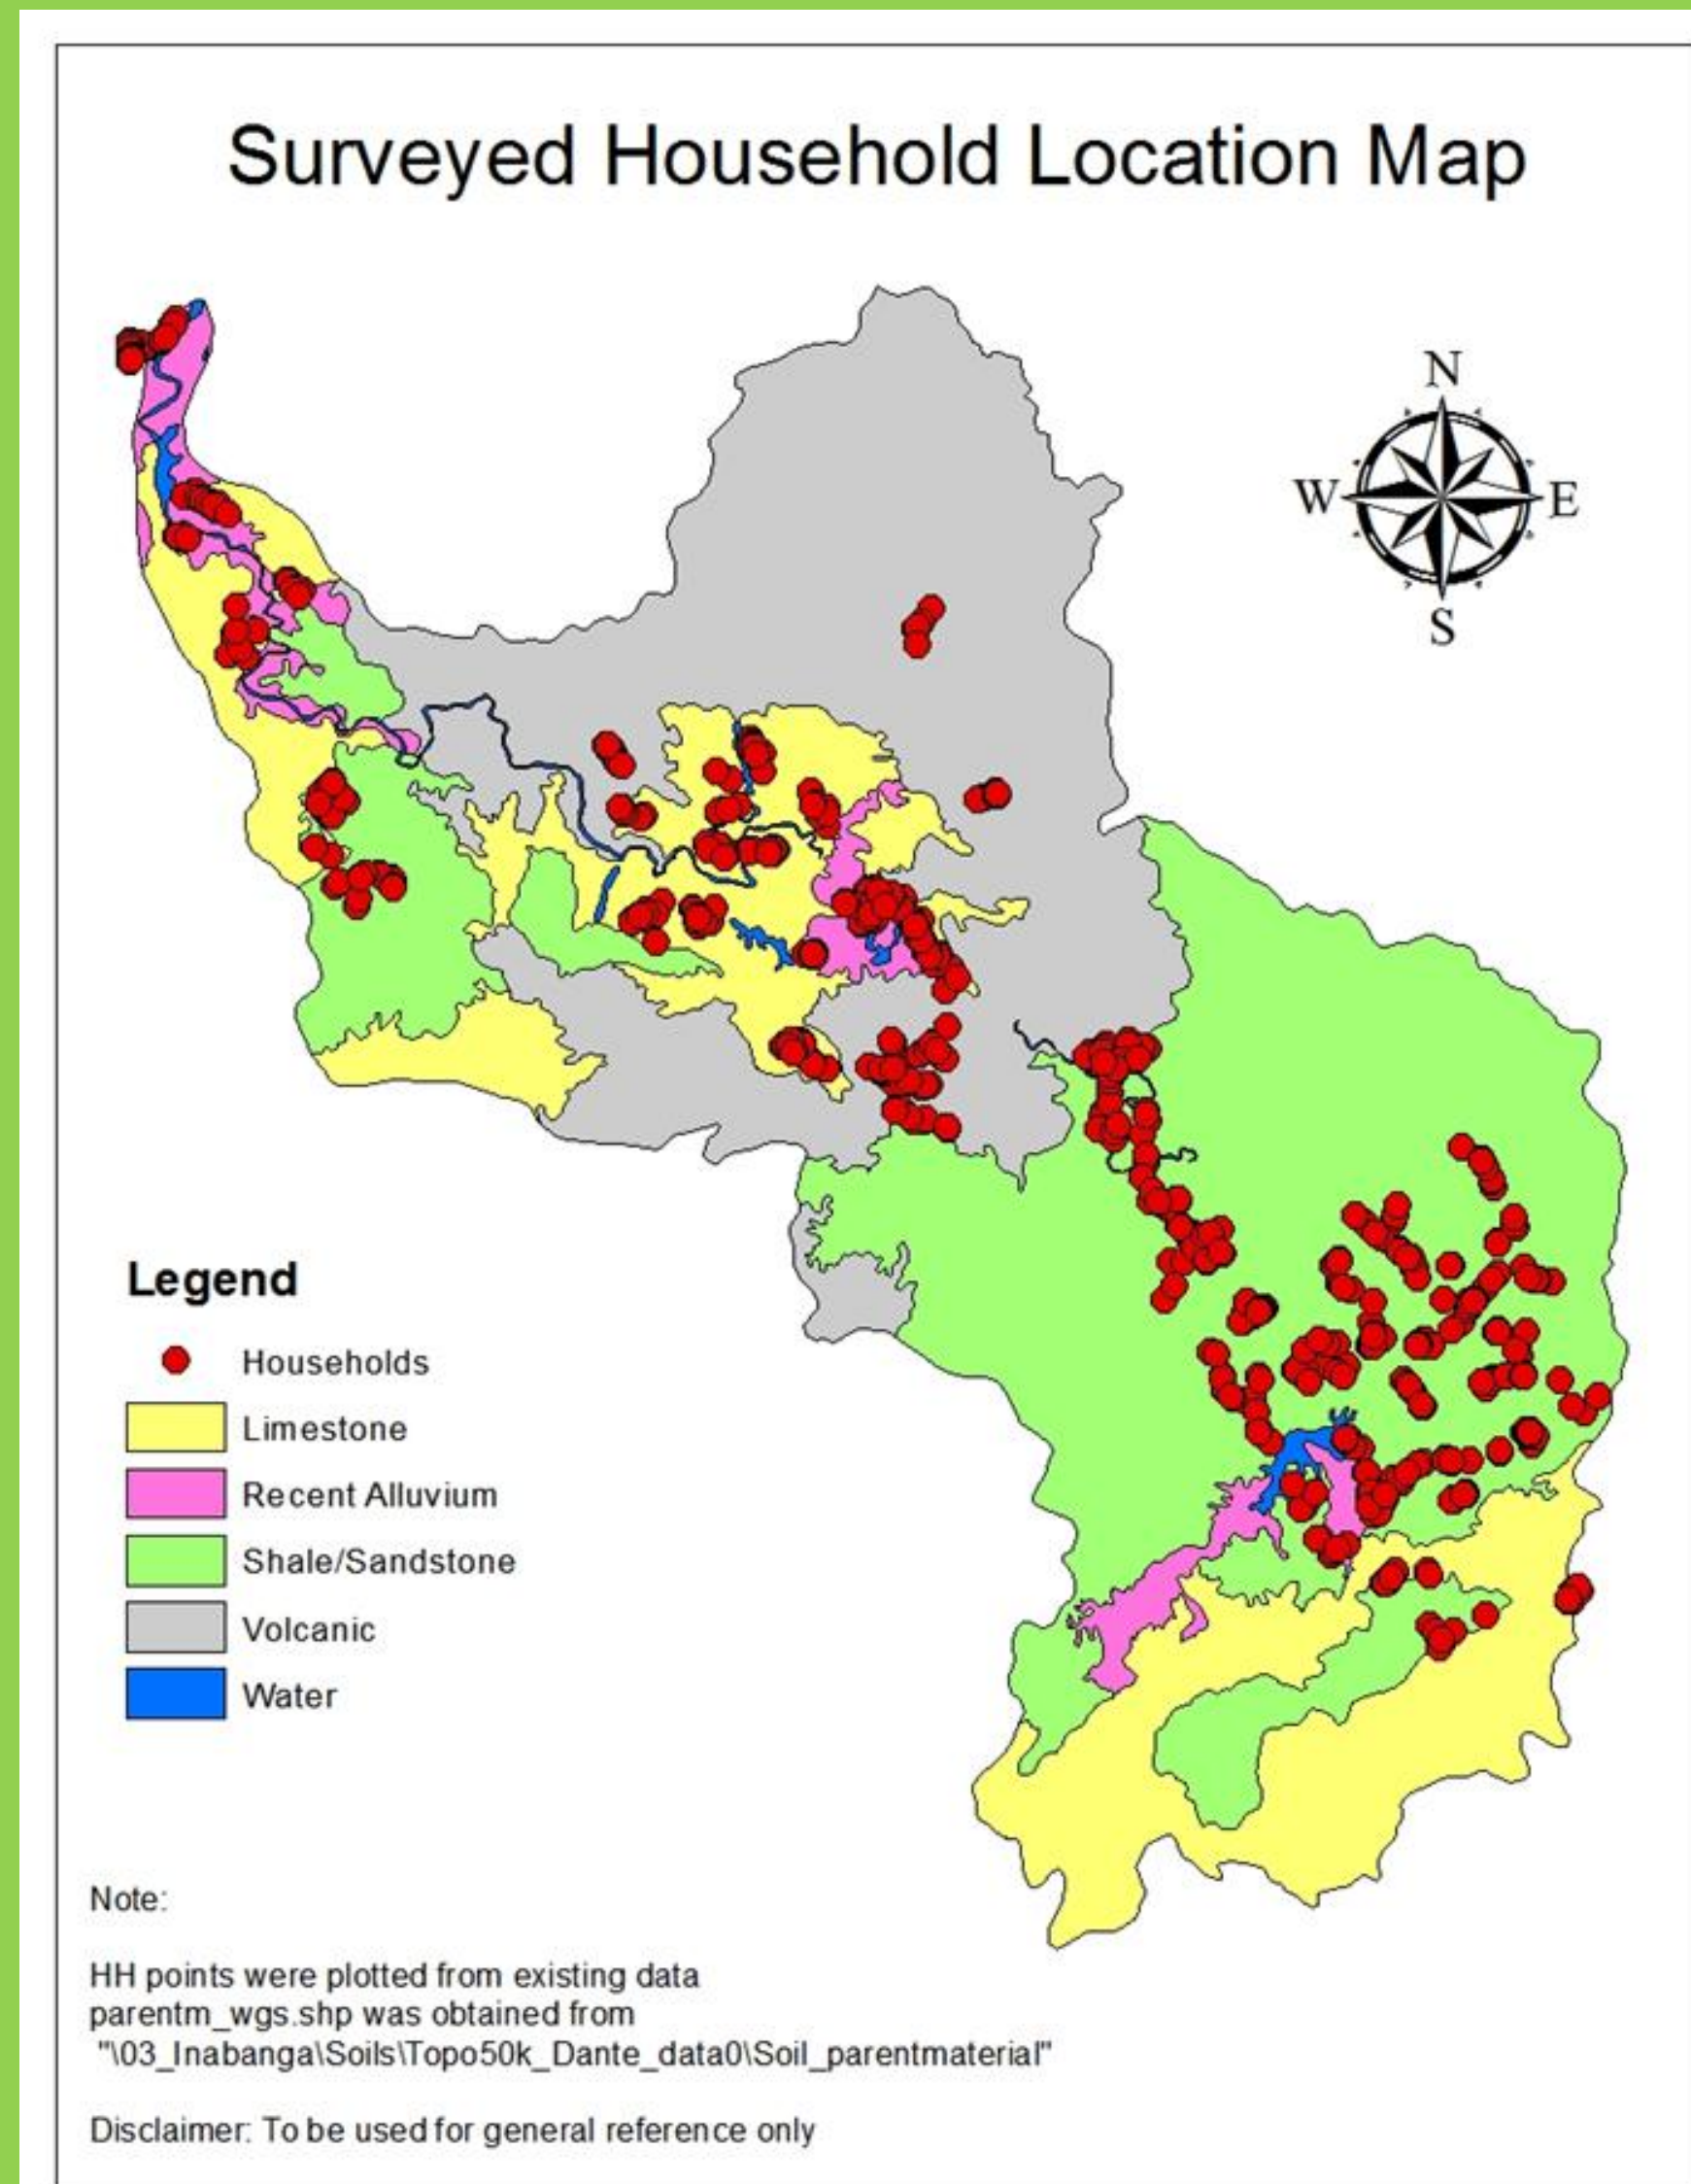 Surveyed Household Location Map
N
W
E
S
Legend
Households
Limestone
Recent Alluvium
Shale/Sandstone
Volcanic
Water
Note:
HH points were plotted from existing data
parentm_wgs.shp was obtained from
"\03_Inabanga\Soils\Topo50k_Dante_data0\Soil_parentmaterial"
Disclaimer: To be used for general reference only